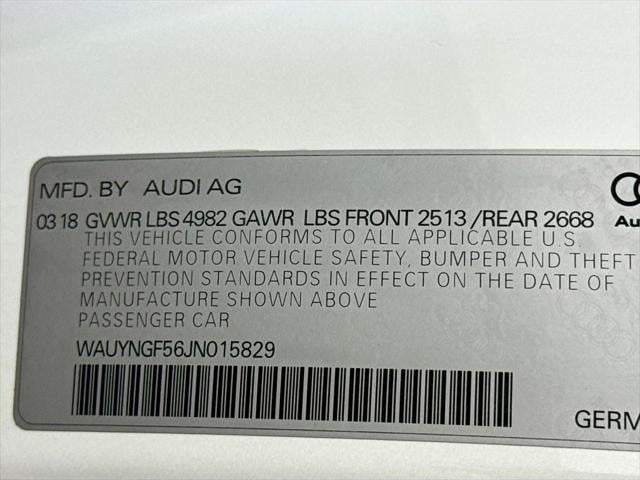 MFD. BY AUDI AG
03 18 GVWR LBS 4982 GAWR LBS FRONT 2513 /REAR 2668
THIS VEHICLE CONFORMS TO ALL APPLICABLE U.S.
FEDERAL MOTOR VEHICLE SAFETY, BUMPER AND THEFT
PREVENTION STANDARDS IN EFFECT ON THE DATE OF
MANUFACTURE SHOWN ABOVE
PASSENGER CAR
WAUYNGF56JN015829
Au
GERM